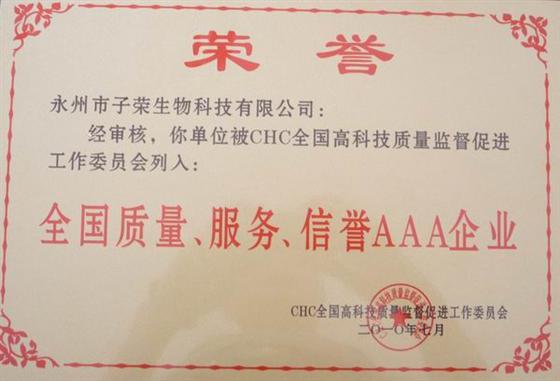 荣誉
永州市子荣生物科技有限公司：
经审核，你单位被CHC全国高科技质量监督促进
工作委员会列入：
全国质量、服务、信誉AAA企业
CHC全国高科技质量监督促进工作委员会
二〇一〇年七月